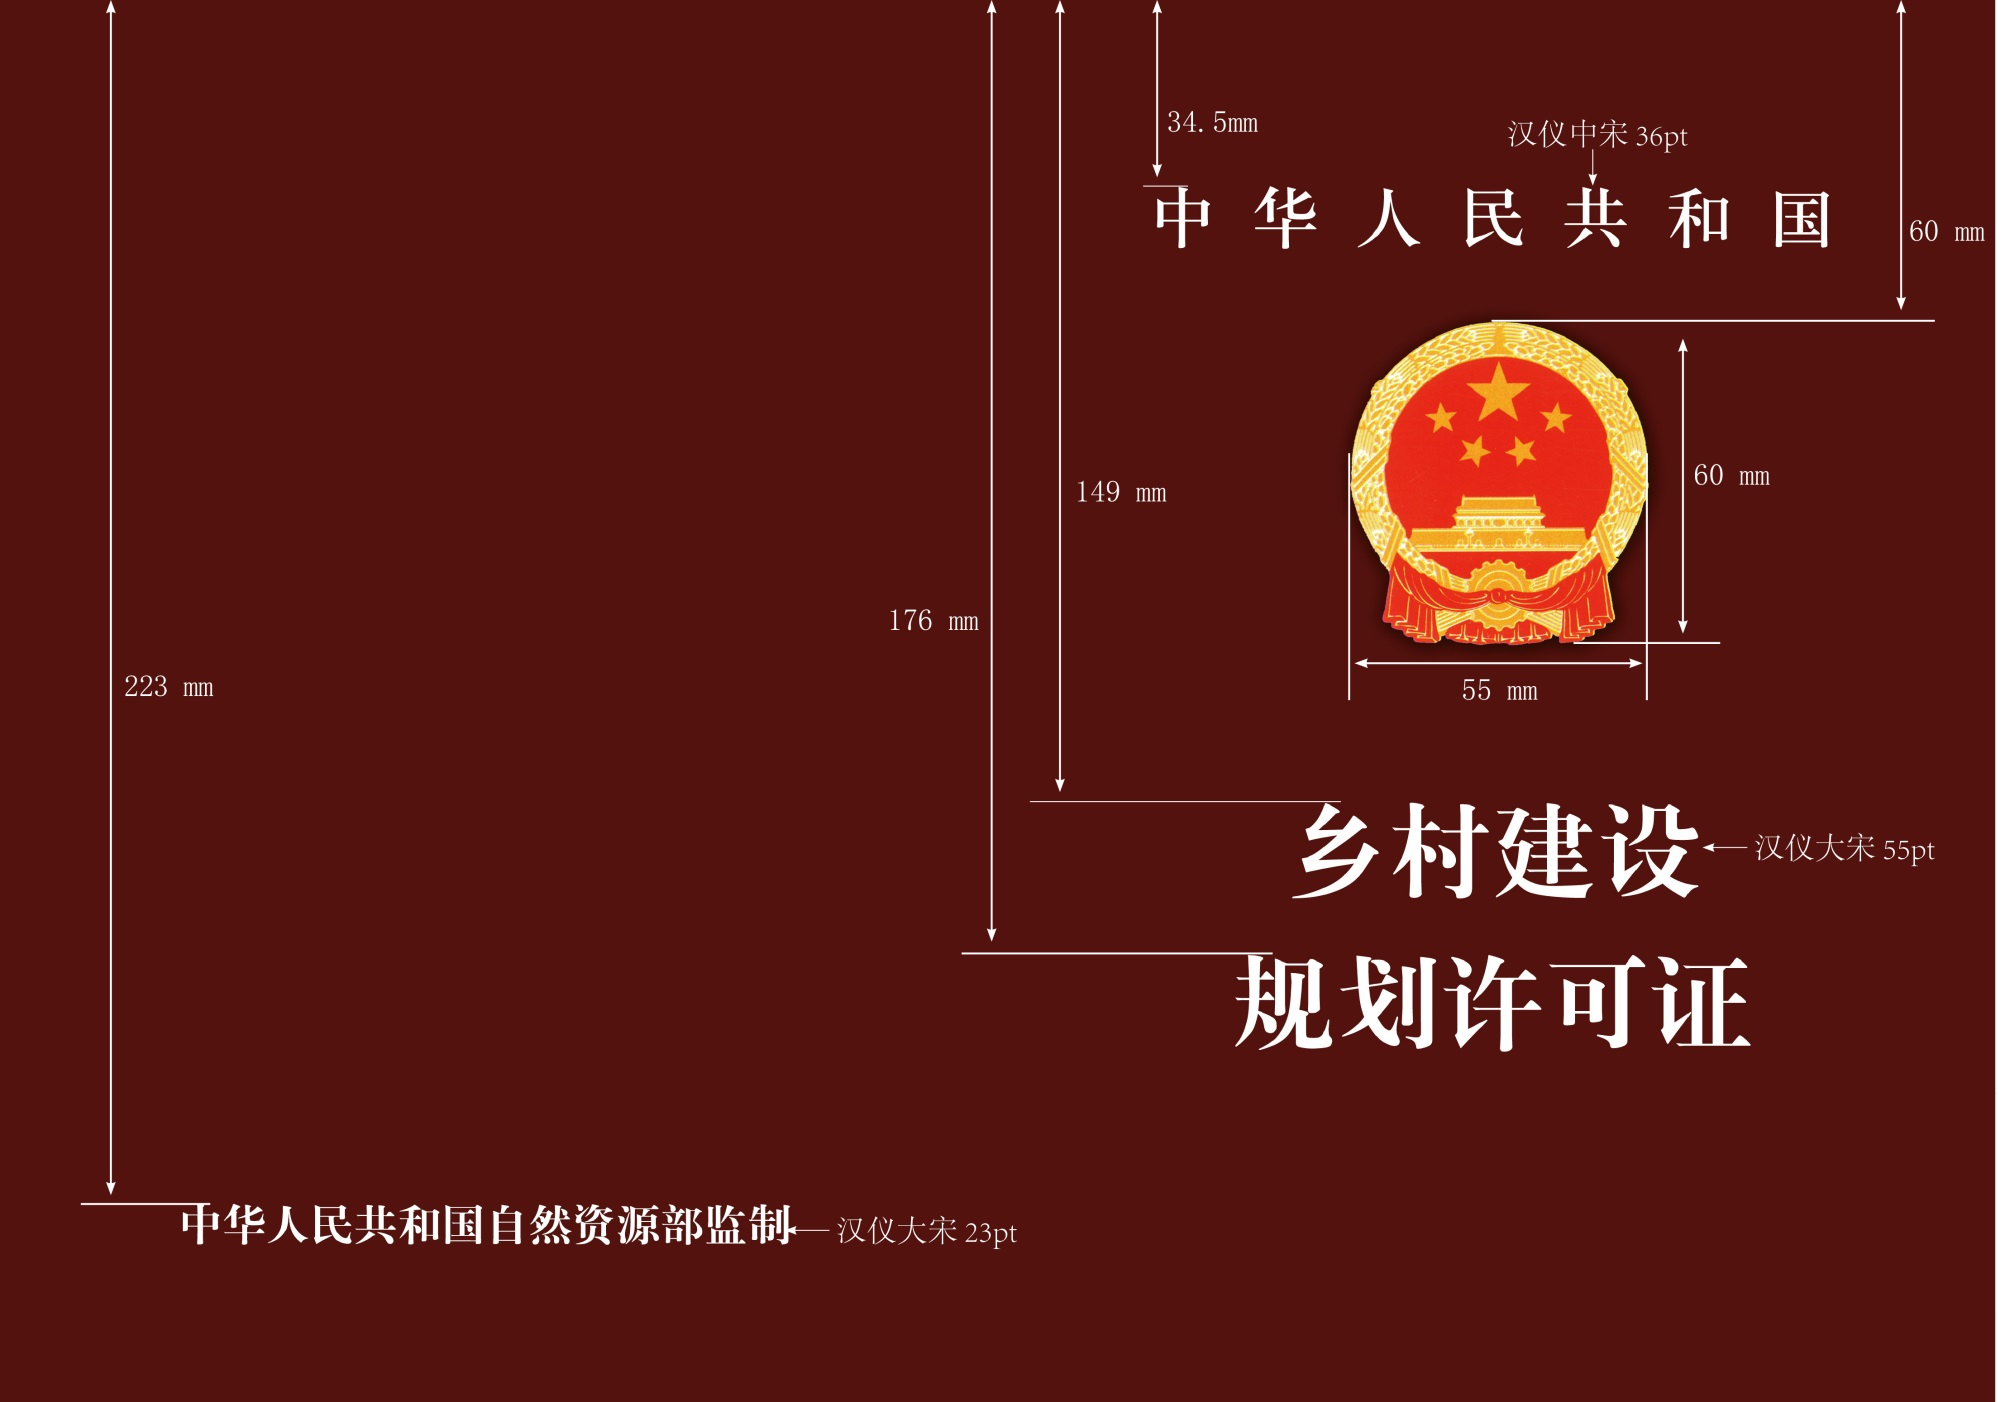 34.5mm
汉仪中宋 36pt
中华人民共和国
60 mm
60 mm
149 mm
55 mm
176 mm
223 mm
乡村建设
汉仪大宋 55pt
规划许可证
中华人民共和国自然资源部监制
汉仪大宋 23pt